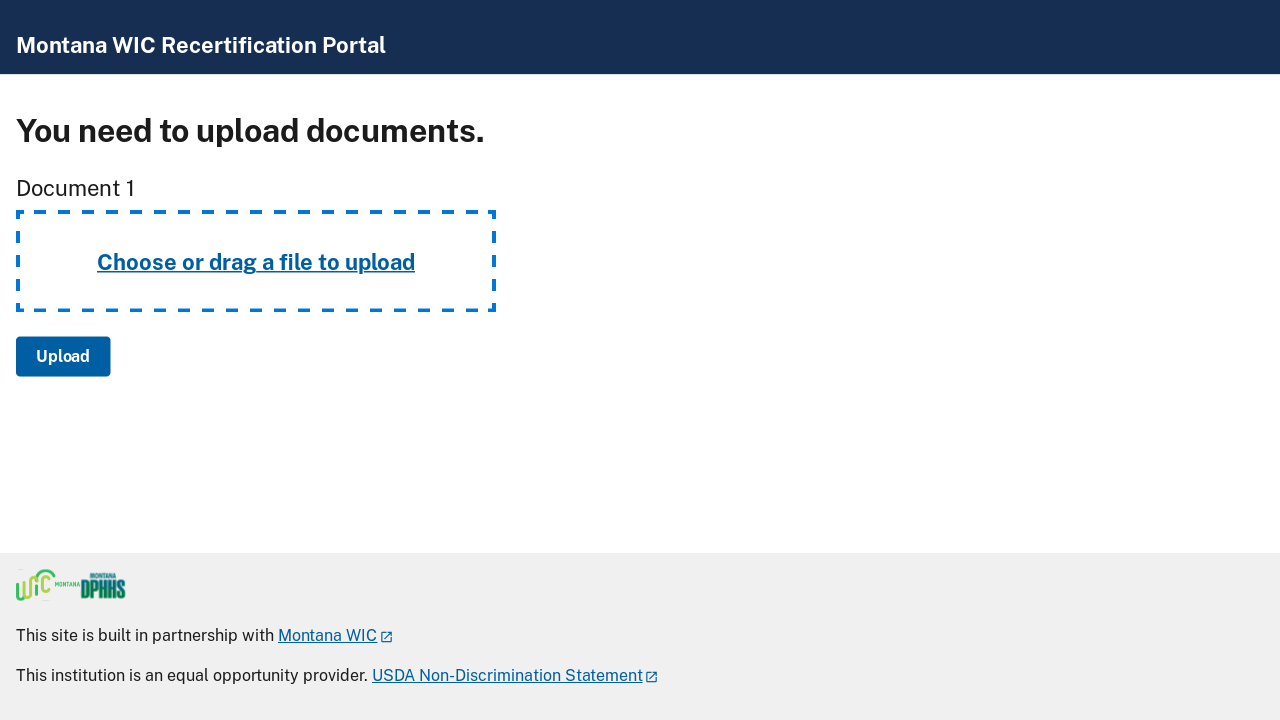 Montana WIC Recertification Portal
You need to upload documents.
Document 1
Choose or drag a file to upload
Upload
WIC MONTANA MONTANA DPHHS
This site is built in partnership with Montana WIC
This institution is an equal opportunity provider. USDA Non-Discrimination Statement